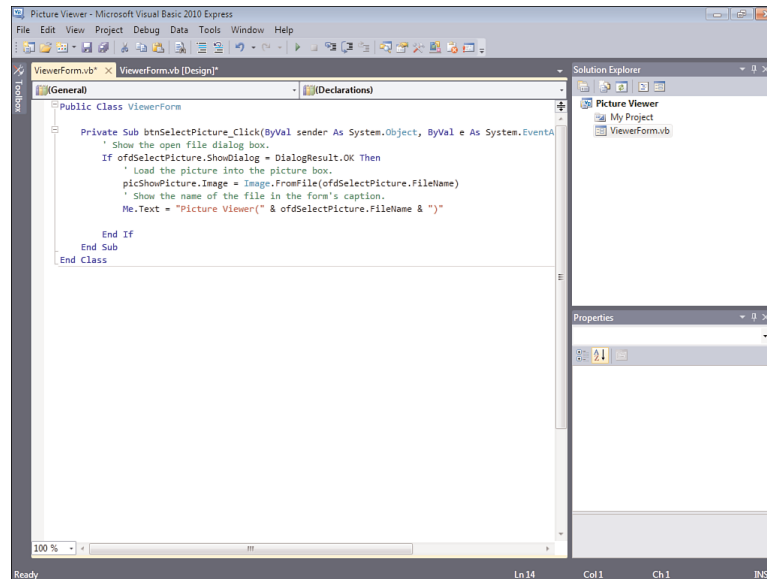 Picture Viewer - Microsoft Visual Basic 2010 Express
File Edit View Project Debug Data Tools Window Help
ViewerForm.vb* ViewerForm.vb [Design]*
Toolbox
(General) (Declarations)
Public Class ViewerForm
Private Sub btnSelectPicture_Click(ByVal sender As System.Object, ByVal e As System.EventA
' Show the open file dialog box.
If ofdSelectPicture.ShowDialog = DialogResult.OK Then
' Load the picture into the picture box.
picShowPicture.Image = Image.FromFile(ofdSelectPicture.FileName)
' Show the name of the file in the form's caption.
Me.Text = "Picture Viewer(" & ofdSelectPicture.FileName & ")"
End If
End Sub
End Class
100 %
Solution Explorer
Picture Viewer
My Project
ViewerForm.vb
Properties
Ready Ln 14 Col 1 Ch 1 INS